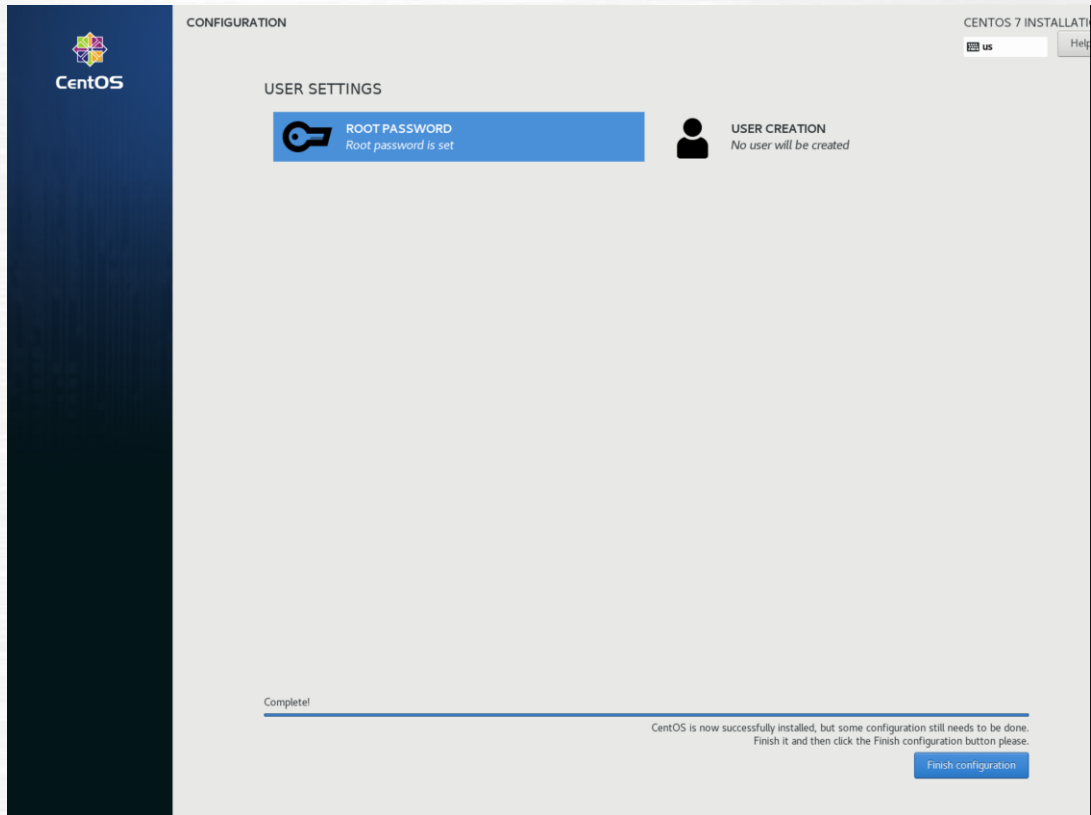 CONFIGURATION
CENTOS 7 INSTALLATI
us
Help
CentOS
USER SETTINGS
ROOT PASSWORD
Root password is set
USER CREATION
No user will be created
Complete!
CentOS is now successfully installed, but some configuration still needs to be done.
Finish it and then click the Finish configuration button please.
Finish configuration